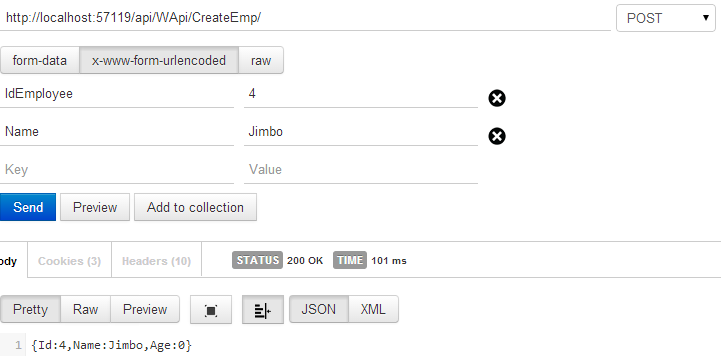 http://localhost:57119/api/WApi/CreateEmp/ POST
form-data x-www-form-urlencoded raw
IdEmployee 4
Name Jimbo
Key Value
Send Preview Add to collection
ody Cookies (3) Headers (10) STATUS 200 OK TIME 101 ms
Pretty Raw Preview JSON XML
1 {Id:4,Name:Jimbo,Age:0}